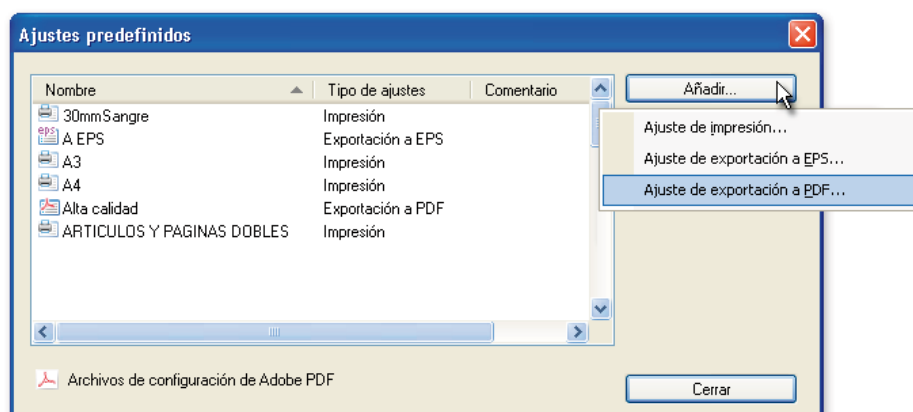 Ajustes predefinidos
Nombre Tipo de ajustes Comentario
30mmSangre Impresión
A EPS Exportación a EPS
A3 Impresión
A4 Impresión
Alta calidad Exportación a PDF
ARTICULOS Y PAGINAS DOBLES Impresión
Añadir...
Ajuste de impresión...
Ajuste de exportación a EPS...
Ajuste de exportación a PDF...
Archivos de configuración de Adobe PDF
Cerrar